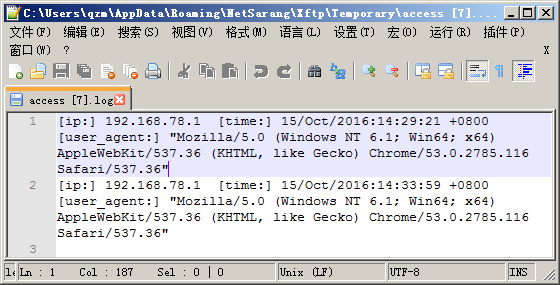 C:\Users\qzm\AppData\Roaming\NetSarang\Xftp\Temporary\access [7]....
文件(F) 编辑(E) 搜索(S) 视图(V) 格式(M) 语言(L) 设置(T) 宏(O) 运行(R) 插件(P)
窗口(W) ? X
access [7].log
1 [ip:] 192.168.78.1 [time:] 15/Oct/2016:14:29:21 +0800
[user_agent:] "Mozilla/5.0 (Windows NT 6.1; Win64; x64)
AppleWebKit/537.36 (KHTML, like Gecko) Chrome/53.0.2785.116
Safari/537.36"
2 [ip:] 192.168.78.1 [time:] 15/Oct/2016:14:33:59 +0800
[user_agent:] "Mozilla/5.0 (Windows NT 6.1; Win64; x64)
AppleWebKit/537.36 (KHTML, like Gecko) Chrome/53.0.2785.116
Safari/537.36"
3
Ln : 1 Col : 187 Sel : 0 | 0 Unix (LF) UTF-8 INS